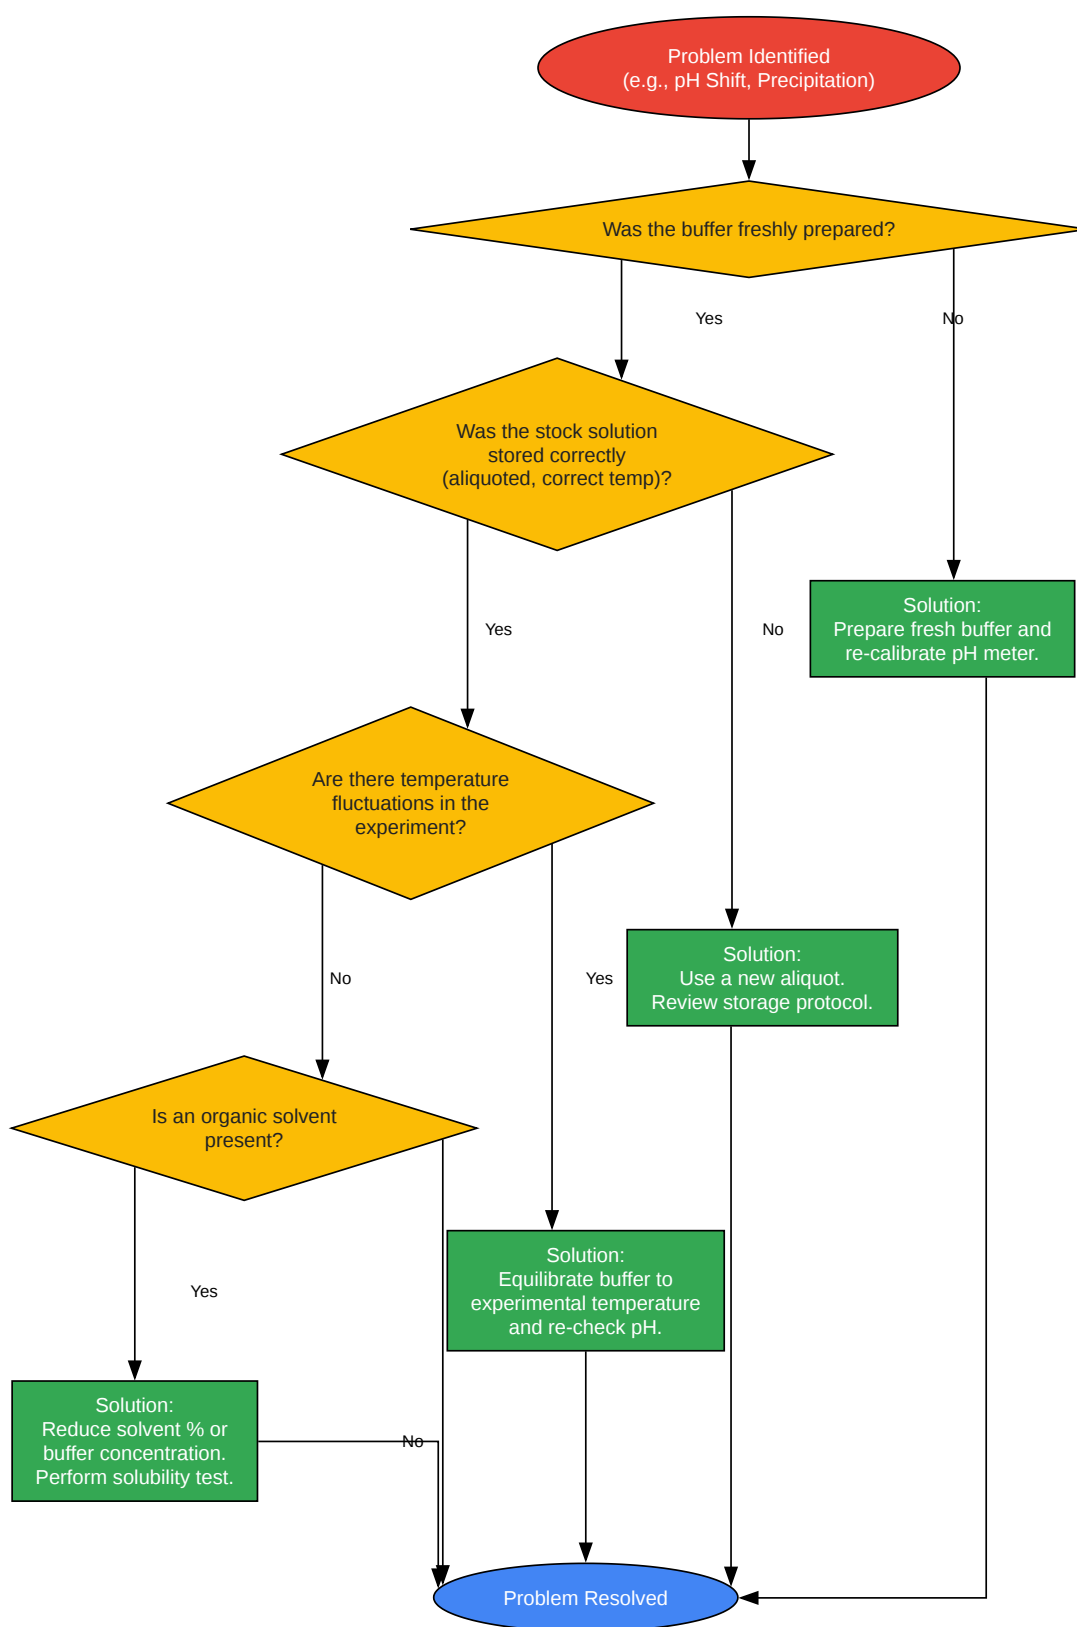 Problem Identified
(e.g., pH Shift, Precipitation)
Was the buffer freshly prepared?
Yes
No
Was the stock solution
stored correctly
(aliquoted, correct temp)?
Solution:
Prepare fresh buffer and
re-calibrate pH meter.
Yes
No
Are there temperature
fluctuations in the
experiment?
No
Yes
Solution:
Use a new aliquot.
Review storage protocol.
Is an organic solvent
present?
Yes
Solution:
Equilibrate buffer to
experimental temperature
and re-check pH.
Solution:
Reduce solvent % or
buffer concentration.
Perform solubility test.
No
Problem Resolved